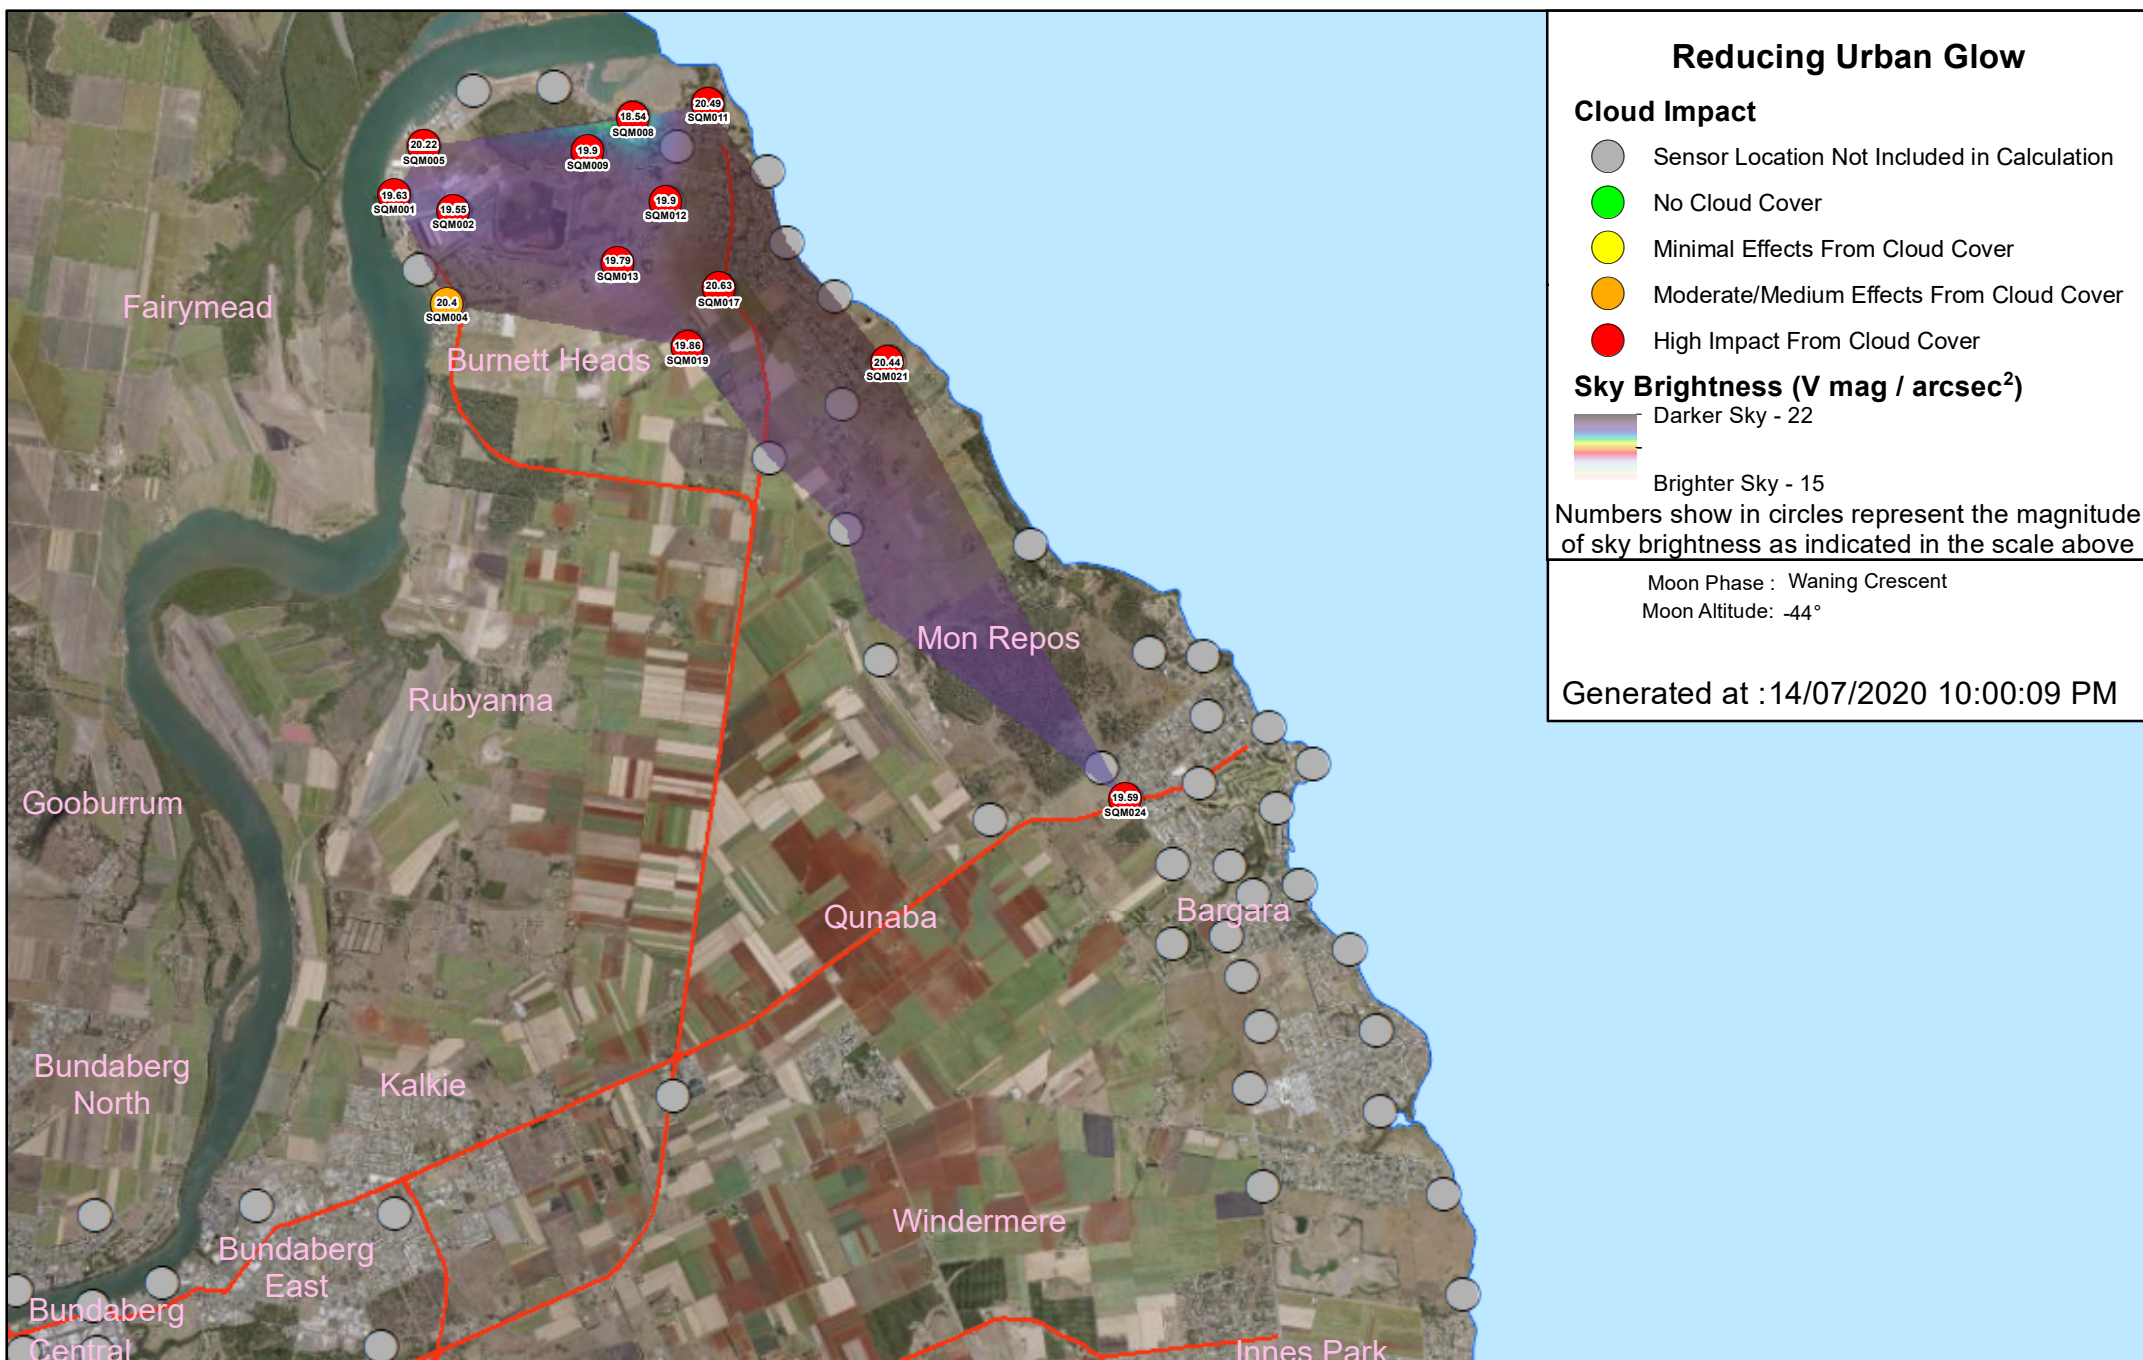 Reducing Urban Glow
Cloud Impact
Sensor Location Not Included in Calculation
No Cloud Cover
Minimal Effects From Cloud Cover
Moderate/Medium Effects From Cloud Cover
High Impact From Cloud Cover
Sky Brightness (V mag / arcsec²)
Darker Sky - 22
Brighter Sky - 15
Numbers show in circles represent the magnitude
of sky brightness as indicated in the scale above
Moon Phase : Waning Crescent
Moon Altitude: -44°
Generated at :14/07/2020 10:00:09 PM
20.49
SQM011
18.54
SQM008
20.22
SQM005
19.9
SQM009
19.63
SQM001
19.55
SQM002
19.9
SQM012
19.79
SQM013
20.63
SQM017
20.4
SQM004
19.86
SQM019
20.44
SQM021
19.59
SQM024
Fairymead
Burnett Heads
Mon Repos
Rubyanna
Gooburrum
Qunaba
Bargara
Bundaberg
North
Kalkie
Windermere
Bundaberg
East
Bundaberg
Central
Innes Park